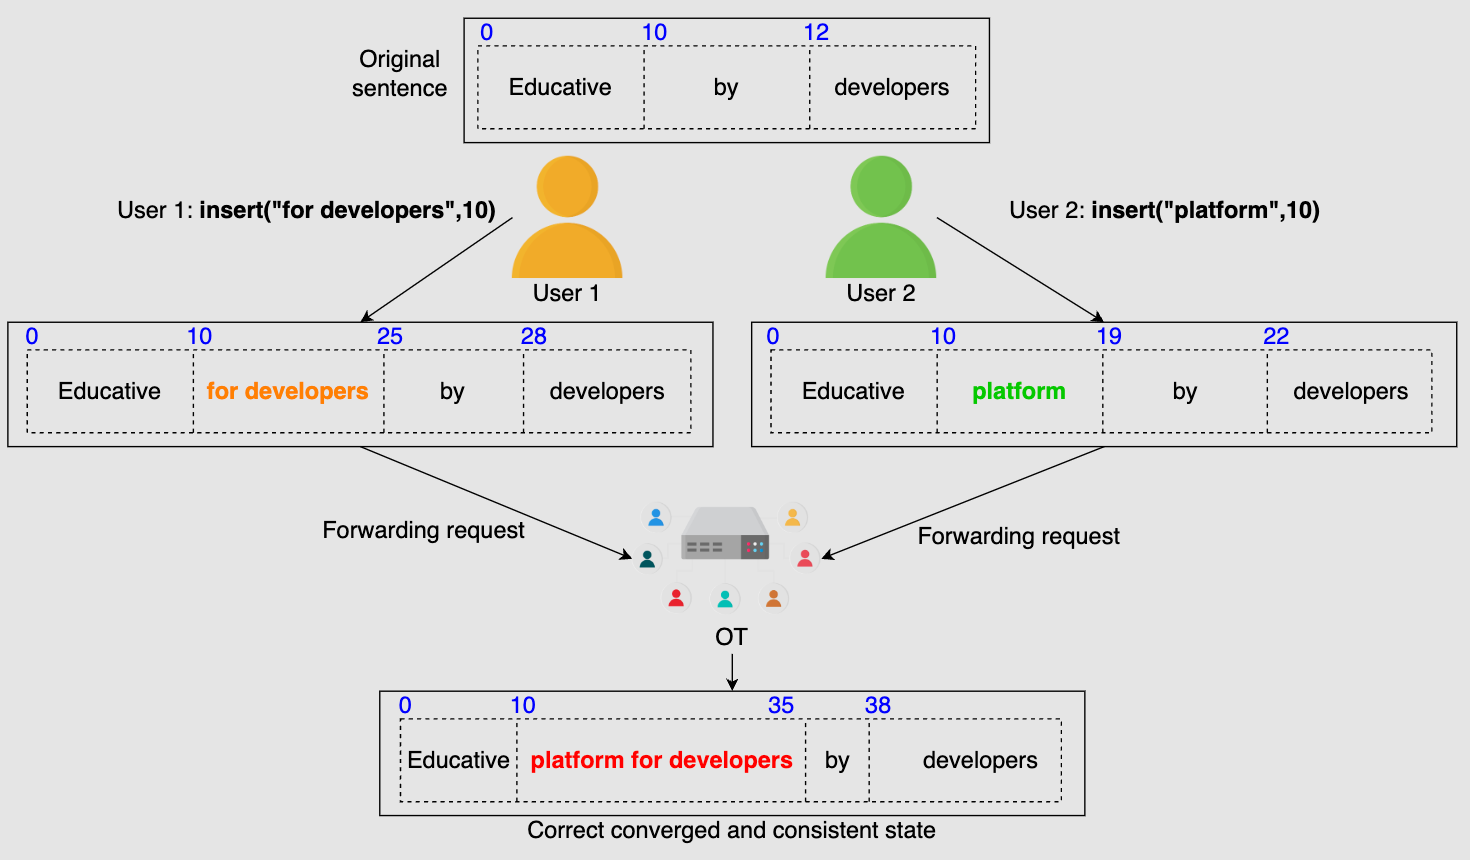 0 10 12
Original
sentence
Educative by developers
User 1: insert("for developers",10)
User 2: insert("platform",10)
User 1
User 2
0 10 25 28
Educative for developers by developers
0 10 19 22
Educative platform by developers
Forwarding request
Forwarding request
OT
0 10 35 38
Educative platform for developers by developers
Correct converged and consistent state